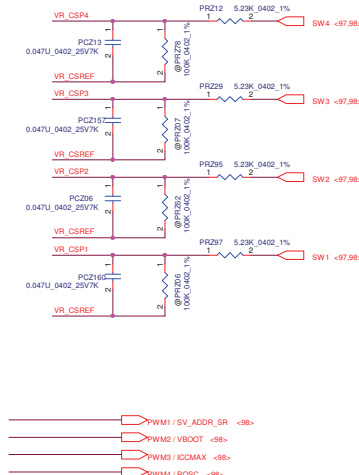 VR_CSP4
PRZ12 5.23K_0402_1%
1 2
SW4 <97,98>
PCZ13
0.047U_0402_25V7K
1
2
1
2
@PRZ78
100K_0402_1%
VR_CSREF
VR_CSP3
PRZ29 5.23K_0402_1%
1 2
SW3 <97,98>
PCZ157
0.047U_0402_25V7K
1
2
1
2
@PRZ07
100K_0402_1%
VR_CSREF
VR_CSP2
PRZ95 5.23K_0402_1%
1 2
SW2 <97,98>
PCZ06
0.047U_0402_25V7K
1
2
1
2
@PRZ62
100K_0402_1%
VR_CSREF
VR_CSP1
PRZ97 5.23K_0402_1%
1 2
SW1 <97,98>
PCZ160
0.047U_0402_25V7K
1
2
1
2
@PRZ06
100K_0402_1%
VR_CSREF
PWM1 / SV_ADDR_SR <98>
PWM2 / VBOOT <98>
PWM3 / ICCMAX <98>
PWM4 / ROSC <98>